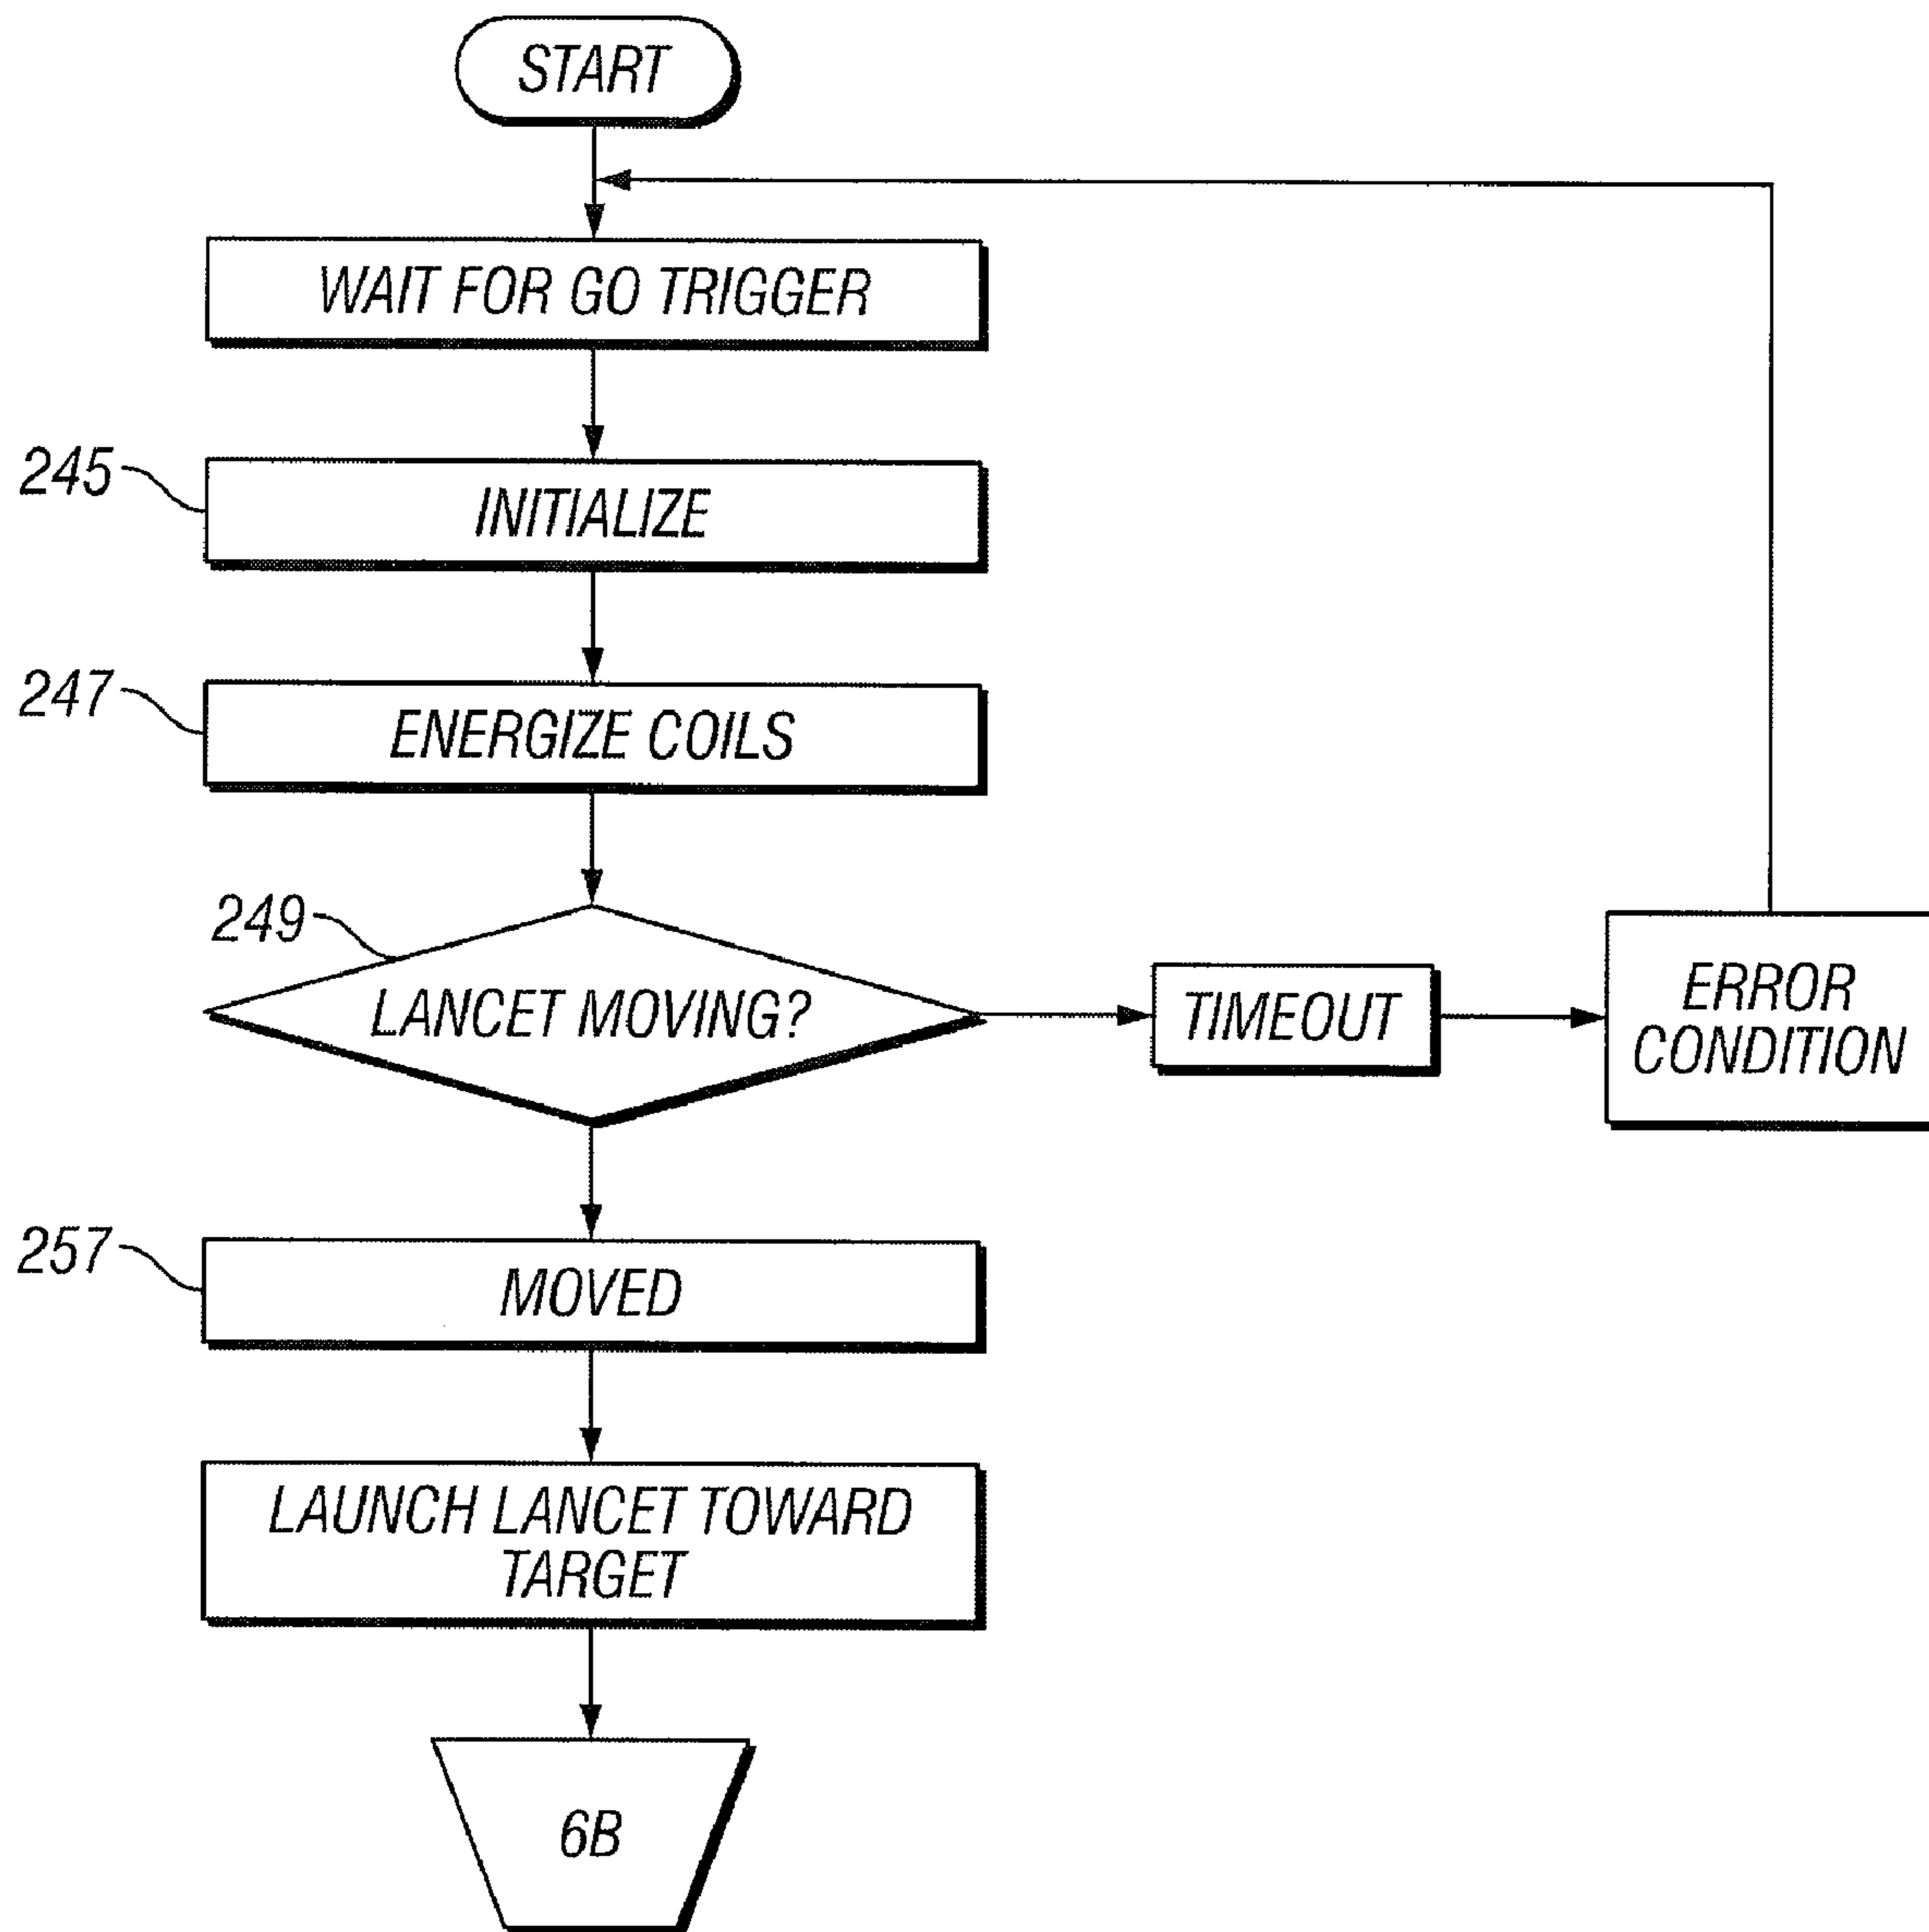 START
WAIT FOR GO TRIGGER
245
INITIALIZE
247
ENERGIZE COILS
249
LANCET MOVING?
TIMEOUT
ERROR
CONDITION
257
MOVED
LAUNCH LANCET TOWARD
TARGET
6B